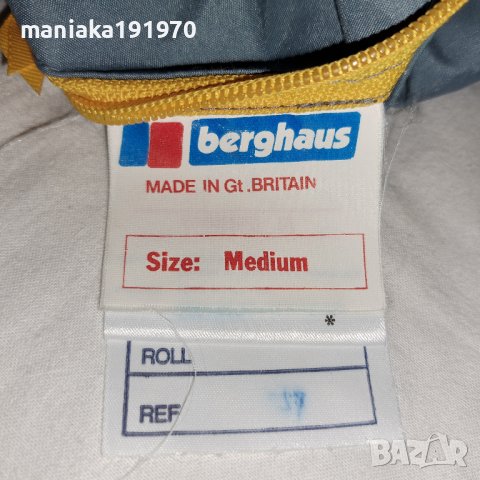 maniaka191970
berghaus
MADE IN Gt. BRITAIN
Size: Medium
*
ROLL
REF
BAZAR